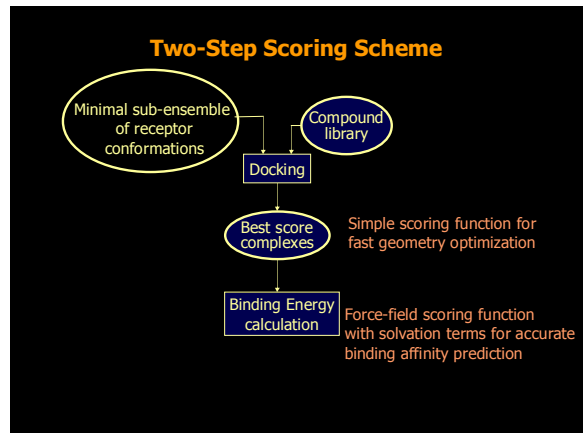 Two-Step Scoring Scheme
Minimal sub-ensemble
of receptor
conformations
Compound
library
Docking
Best score
complexes
Simple scoring function for
fast geometry optimization
Binding Energy
calculation
Force-field scoring function
with solvation terms for accurate
binding affinity prediction